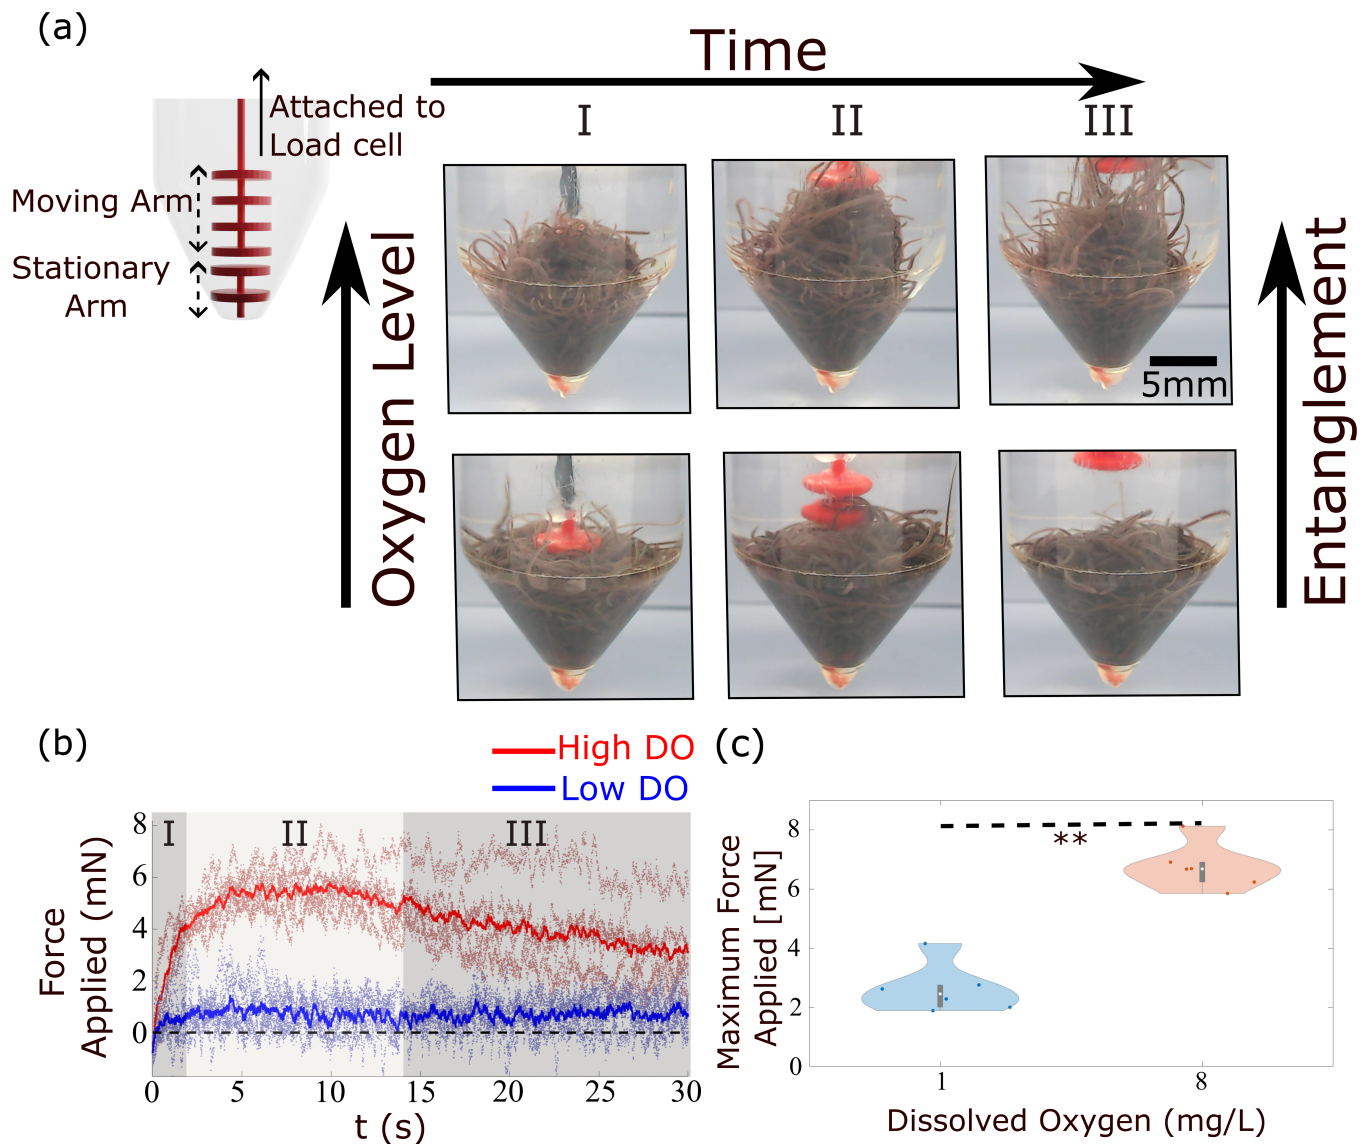 (a)
Time
I II III
Attached to
Load cell
Moving Arm
Stationary
Arm
Oxygen Level
5mm
Entanglement
(b)
High DO
Low DO
I II III
Force
Applied (mN)
8
6
4
2
0
0 5 10 15 20 25 30
t (s)
(c)
**
Maximum Force
Applied [mN]
8
6
4
2
0
1 8
Dissolved Oxygen (mg/L)